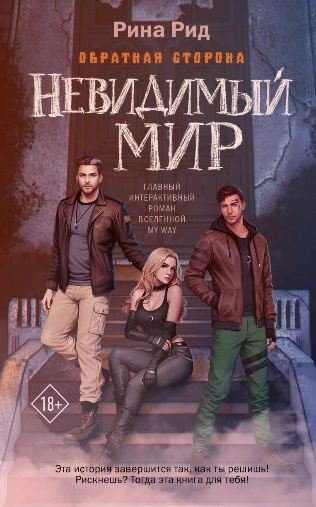 Рина Рид
ОБРАТНАЯ СТОРОНА
НЕВИДИМЫЙ
МИР
ГЛАВНЫЙ
ИНТЕРАКТИВНЫЙ
РОМАН
ВСЕЛЕННОЙ
MY WAY
18+
Эта история завершится так, как ты решишь!
Рискнешь? Тогда эта книга для тебя!